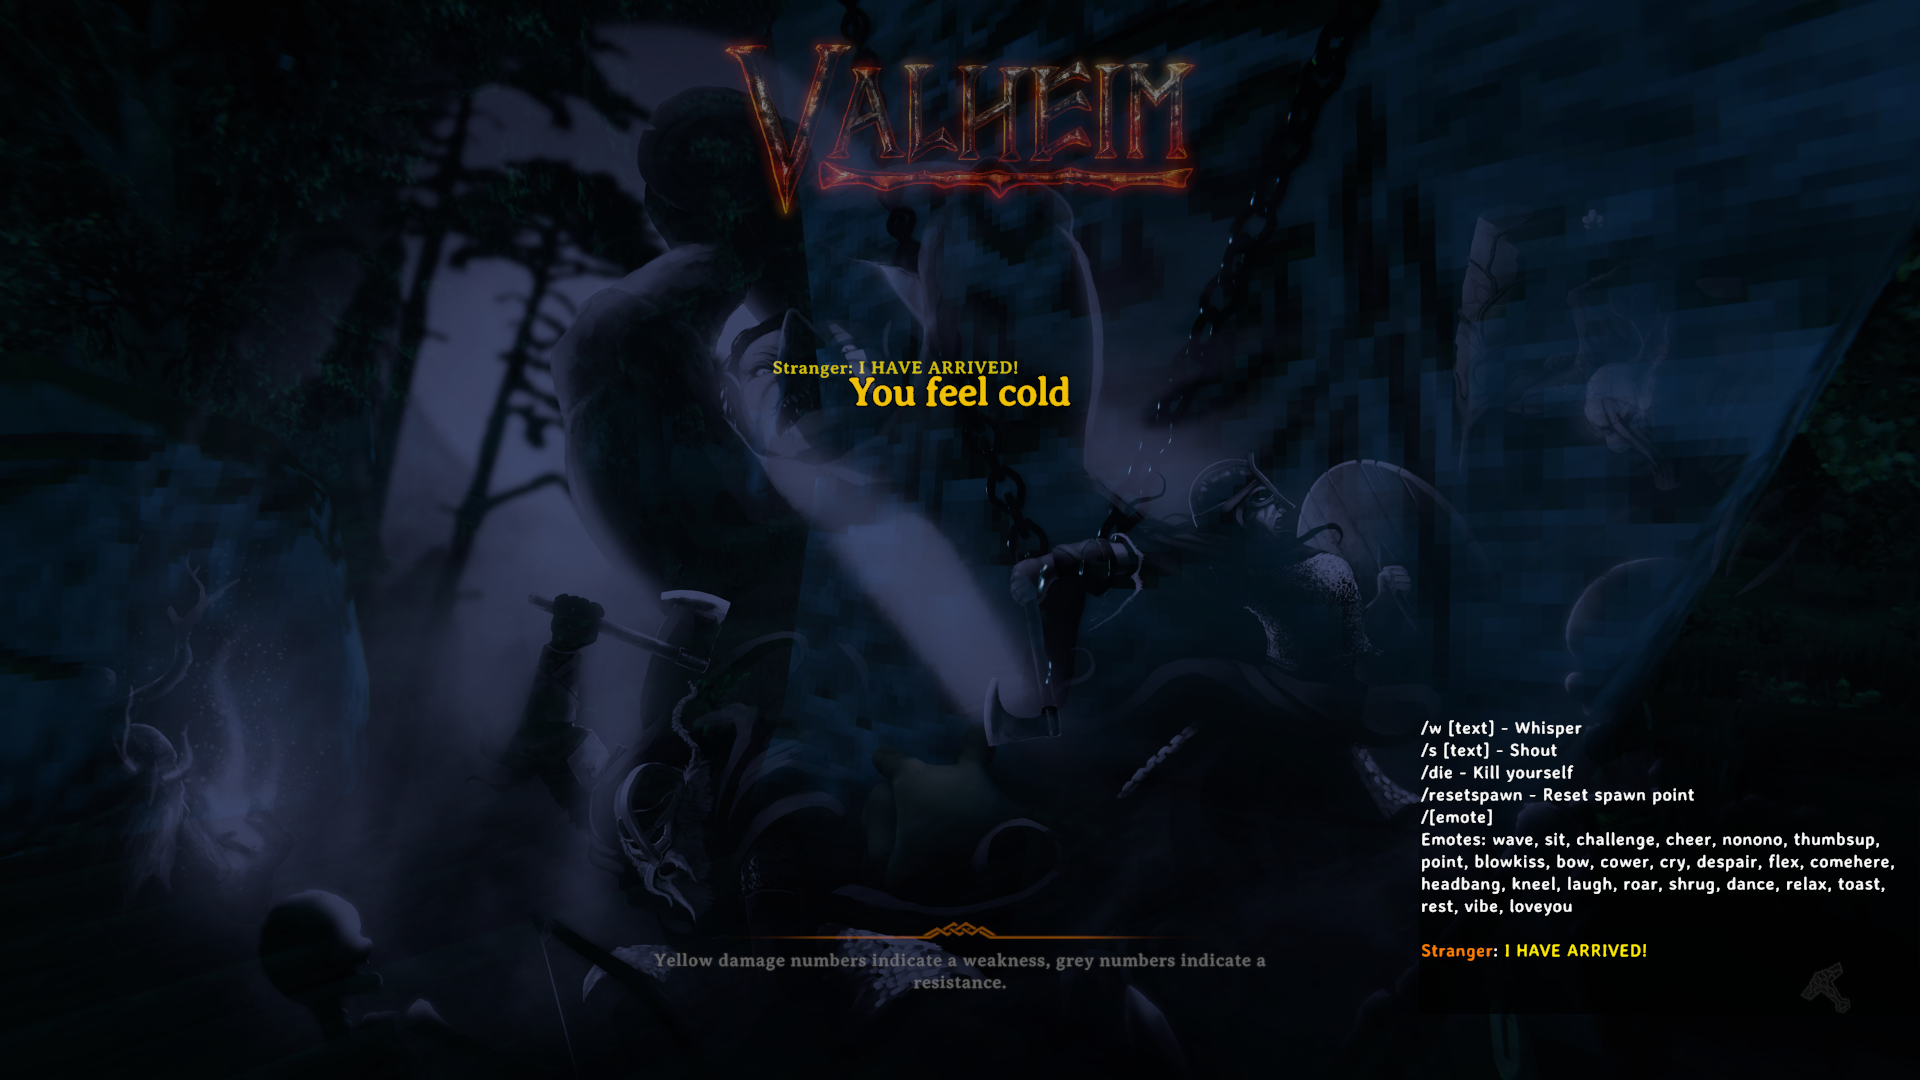 VALHEIM
Stranger: I HAVE ARRIVED!
You feel cold
/w [text] - Whisper
/s [text] - Shout
/die - Kill yourself
/resetspawn - Reset spawn point
/[emote]
Emotes: wave, sit, challenge, cheer, nonono, thumbsup,
point, blowkiss, bow, cower, cry, despair, flex, comehere,
headbang, kneel, laugh, roar, shrug, dance, relax, toast,
rest, vibe, loveyou
Stranger: I HAVE ARRIVED!
Yellow damage numbers indicate a weakness, grey numbers indicate a
resistance.